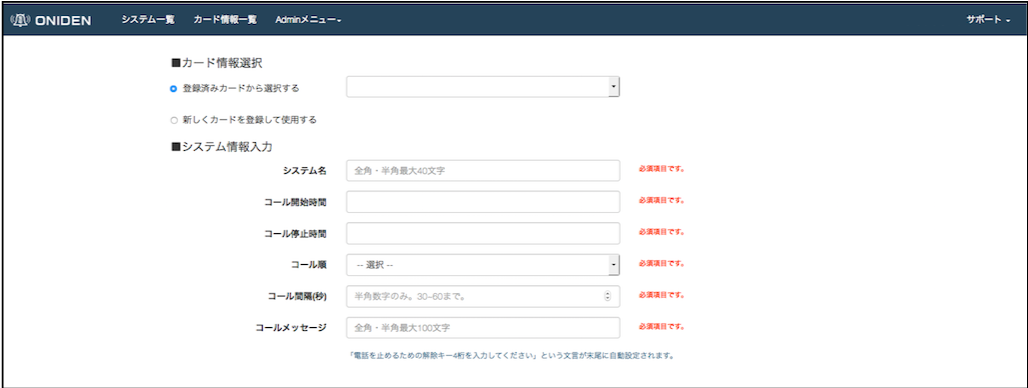 ONIDEN システム一覧 カード情報一覧 Adminメニュー サポート
■カード情報選択
登録済みカードから選択する
新しくカードを登録して使用する
■システム情報入力
システム名 全角・半角最大40文字 必須項目です。
コール開始時間 必須項目です。
コール停止時間 必須項目です。
コール順 -- 選択 -- 必須項目です。
コール間隔(秒) 半角数字のみ。30~60まで。 必須項目です。
コールメッセージ 全角・半角最大100文字 必須項目です。
「電話を止めるための解除キー4桁を入力してください」という文言が末尾に自動設定されます。